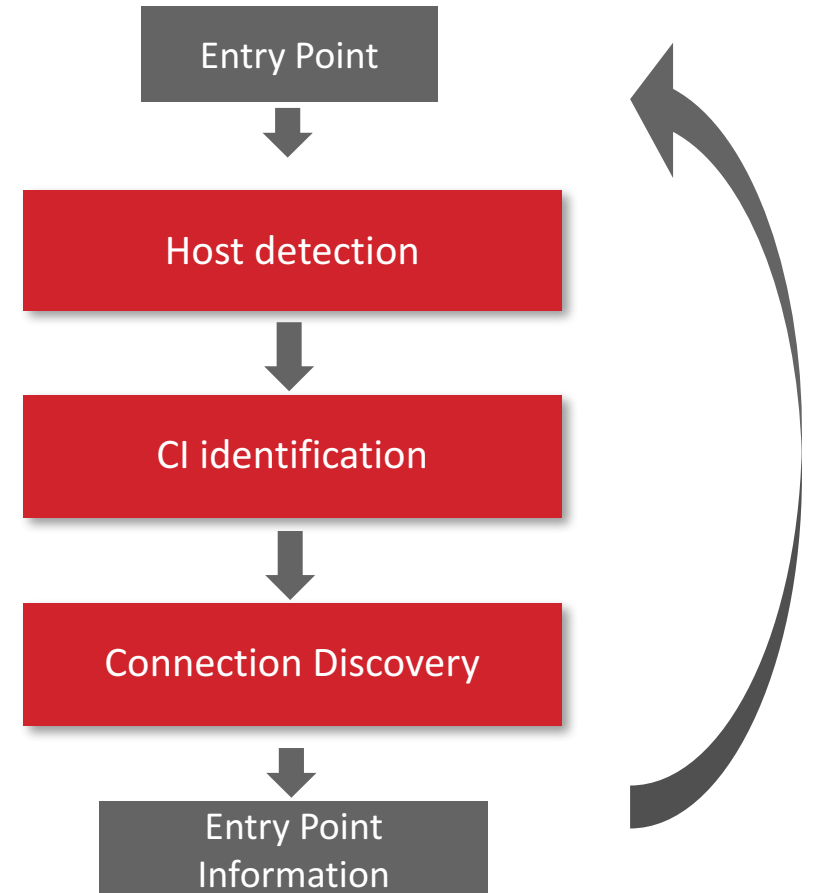 Entry Point
Host detection
CI identification
Connection Discovery
Entry Point
Information